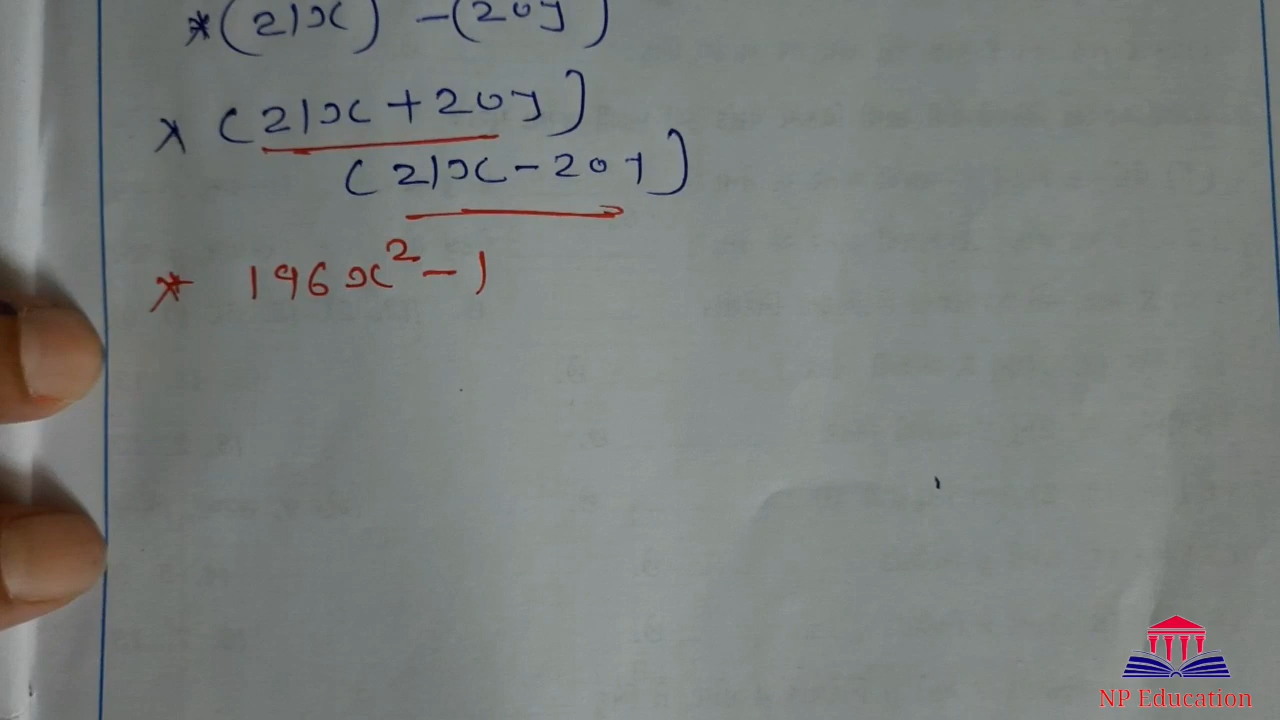 *(21x) -(20y)
* (21x+20y)
(21x-20y)
* 196x²-1
NP Education